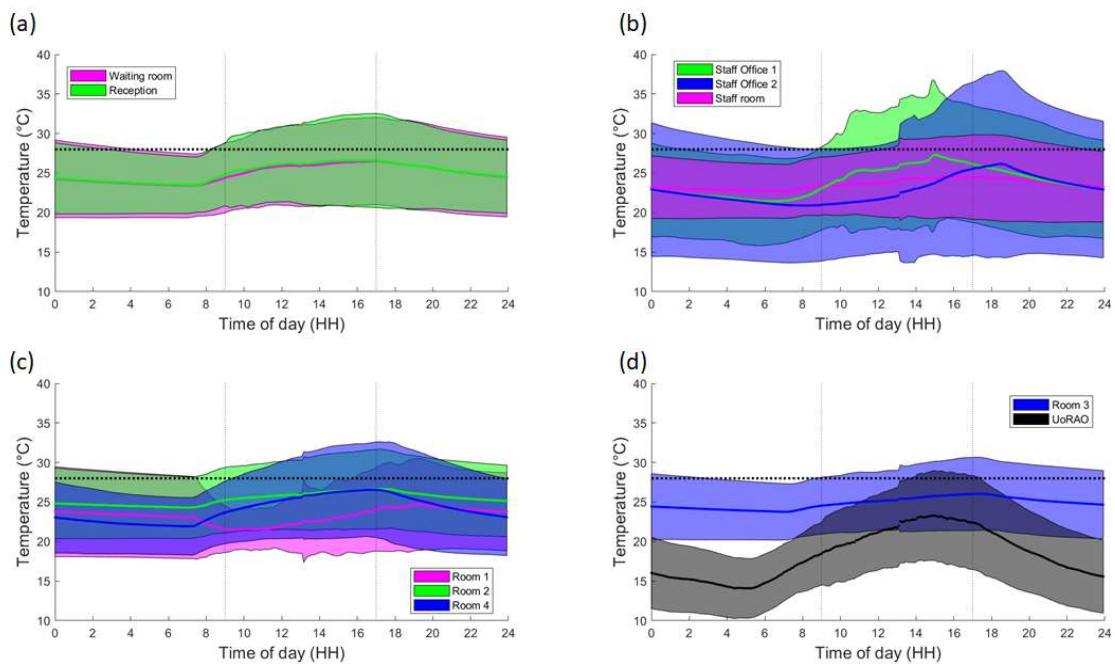 (a)
40
35
30
25
20
15
10
Temperature (°C)
Waiting room
Reception
0 2 4 6 8 10 12 14 16 18 20 22 24
Time of day (HH)
(b)
40
35
30
25
20
15
10
Temperature (°C)
Staff Office 1
Staff Office 2
Staff room
0 2 4 6 8 10 12 14 16 18 20 22 24
Time of day (HH)
(c)
40
35
30
25
20
15
10
Temperature (°C)
Room 1
Room 2
Room 4
0 2 4 6 8 10 12 14 16 18 20 22 24
Time of day (HH)
(d)
40
35
30
25
20
15
10
Temperature (°C)
Room 3
UoRAO
0 2 4 6 8 10 12 14 16 18 20 22 24
Time of day (HH)